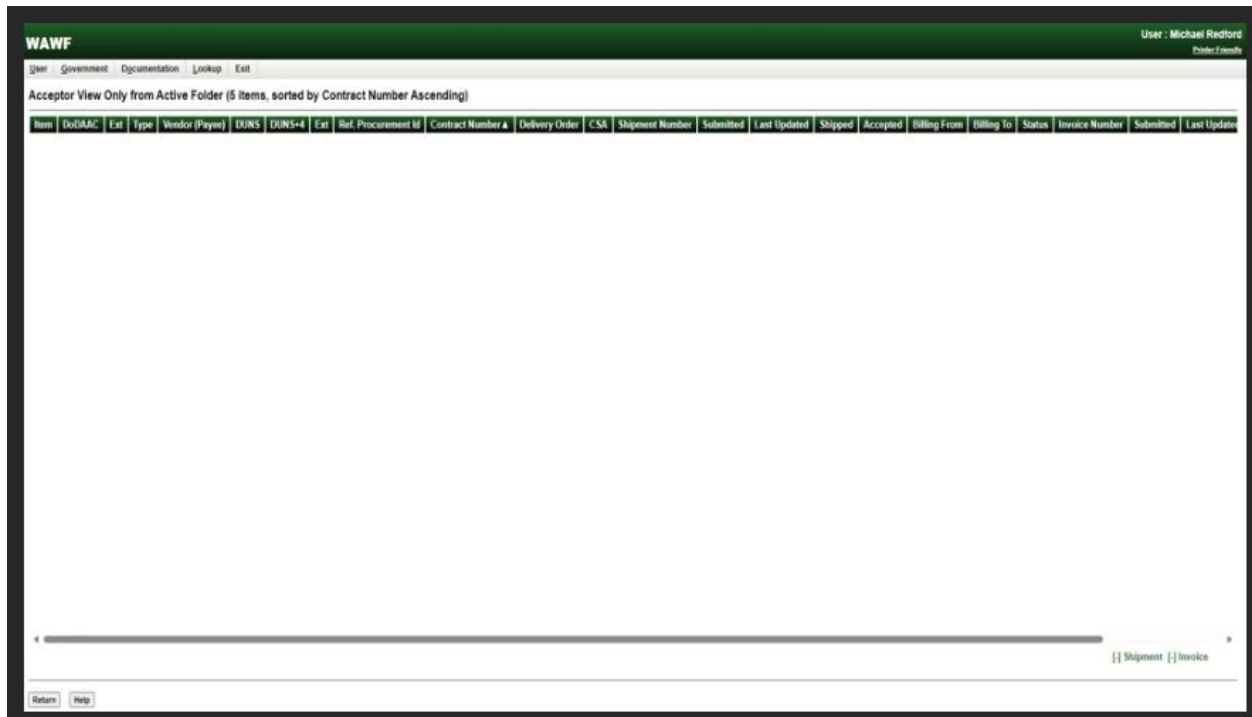 User : Michael Redford
WAWF
Printer Friendly
User Government Documentation Lookup Exit
Acceptor View Only from Active Folder (5 items, sorted by Contract Number Ascending)
Item DoDAAC Ext Type Vendor (Payee) DUNS DUNS+4 Ext Ref. Procurement Id Contract Number▲ Delivery Order CSA Shipment Number Submitted Last Updated Shipped Accepted Billing From Billing To Status Invoice Number Submitted Last Update
[-] Shipment [-] Invoice
Return Help